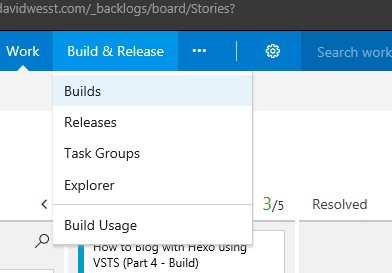 davidwesst.com/_backlogs/board/Stories?
Work Build & Release ••• Search work
Builds
Releases
Task Groups
Explorer
3/5 Resolved
Build Usage
How to Blog with Hexo using
VSTS (Part 4 - Build)